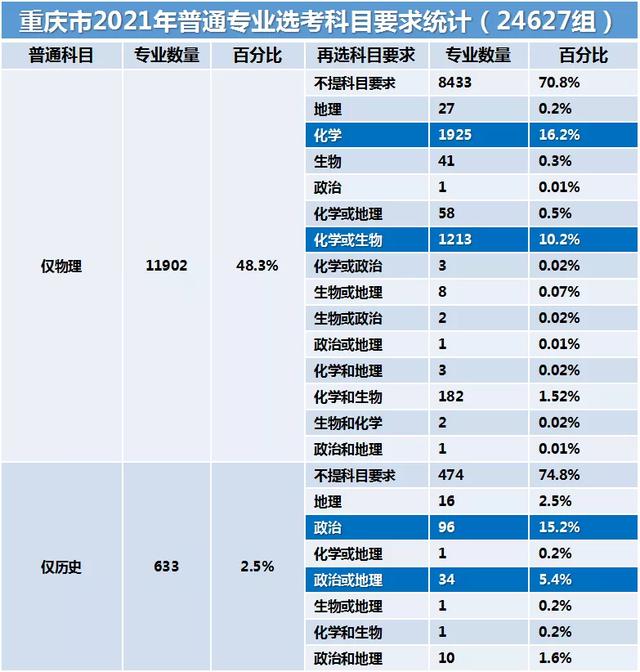 重庆市2021年普通专业选考科目要求统计（24627组）
普通科目 专业数量 百分比 再选科目要求 专业数量 百分比
不提科目要求 8433 70.8%
地理 27 0.2%
化学 1925 16.2%
生物 41 0.3%
政治 1 0.01%
化学或地理 58 0.5%
化学或生物 1213 10.2%
仅物理 11902 48.3% 化学或政治 3 0.02%
生物或地理 8 0.07%
生物或政治 2 0.02%
政治或地理 1 0.01%
化学和地理 3 0.02%
化学和生物 182 1.52%
生物和化学 2 0.02%
政治和地理 1 0.01%
不提科目要求 474 74.8%
地理 16 2.5%
政治 96 15.2%
化学或地理 1 0.2%
仅历史 633 2.5% 政治或地理 34 5.4%
生物或地理 1 0.2%
化学和生物 1 0.2%
政治和地理 10 1.6%